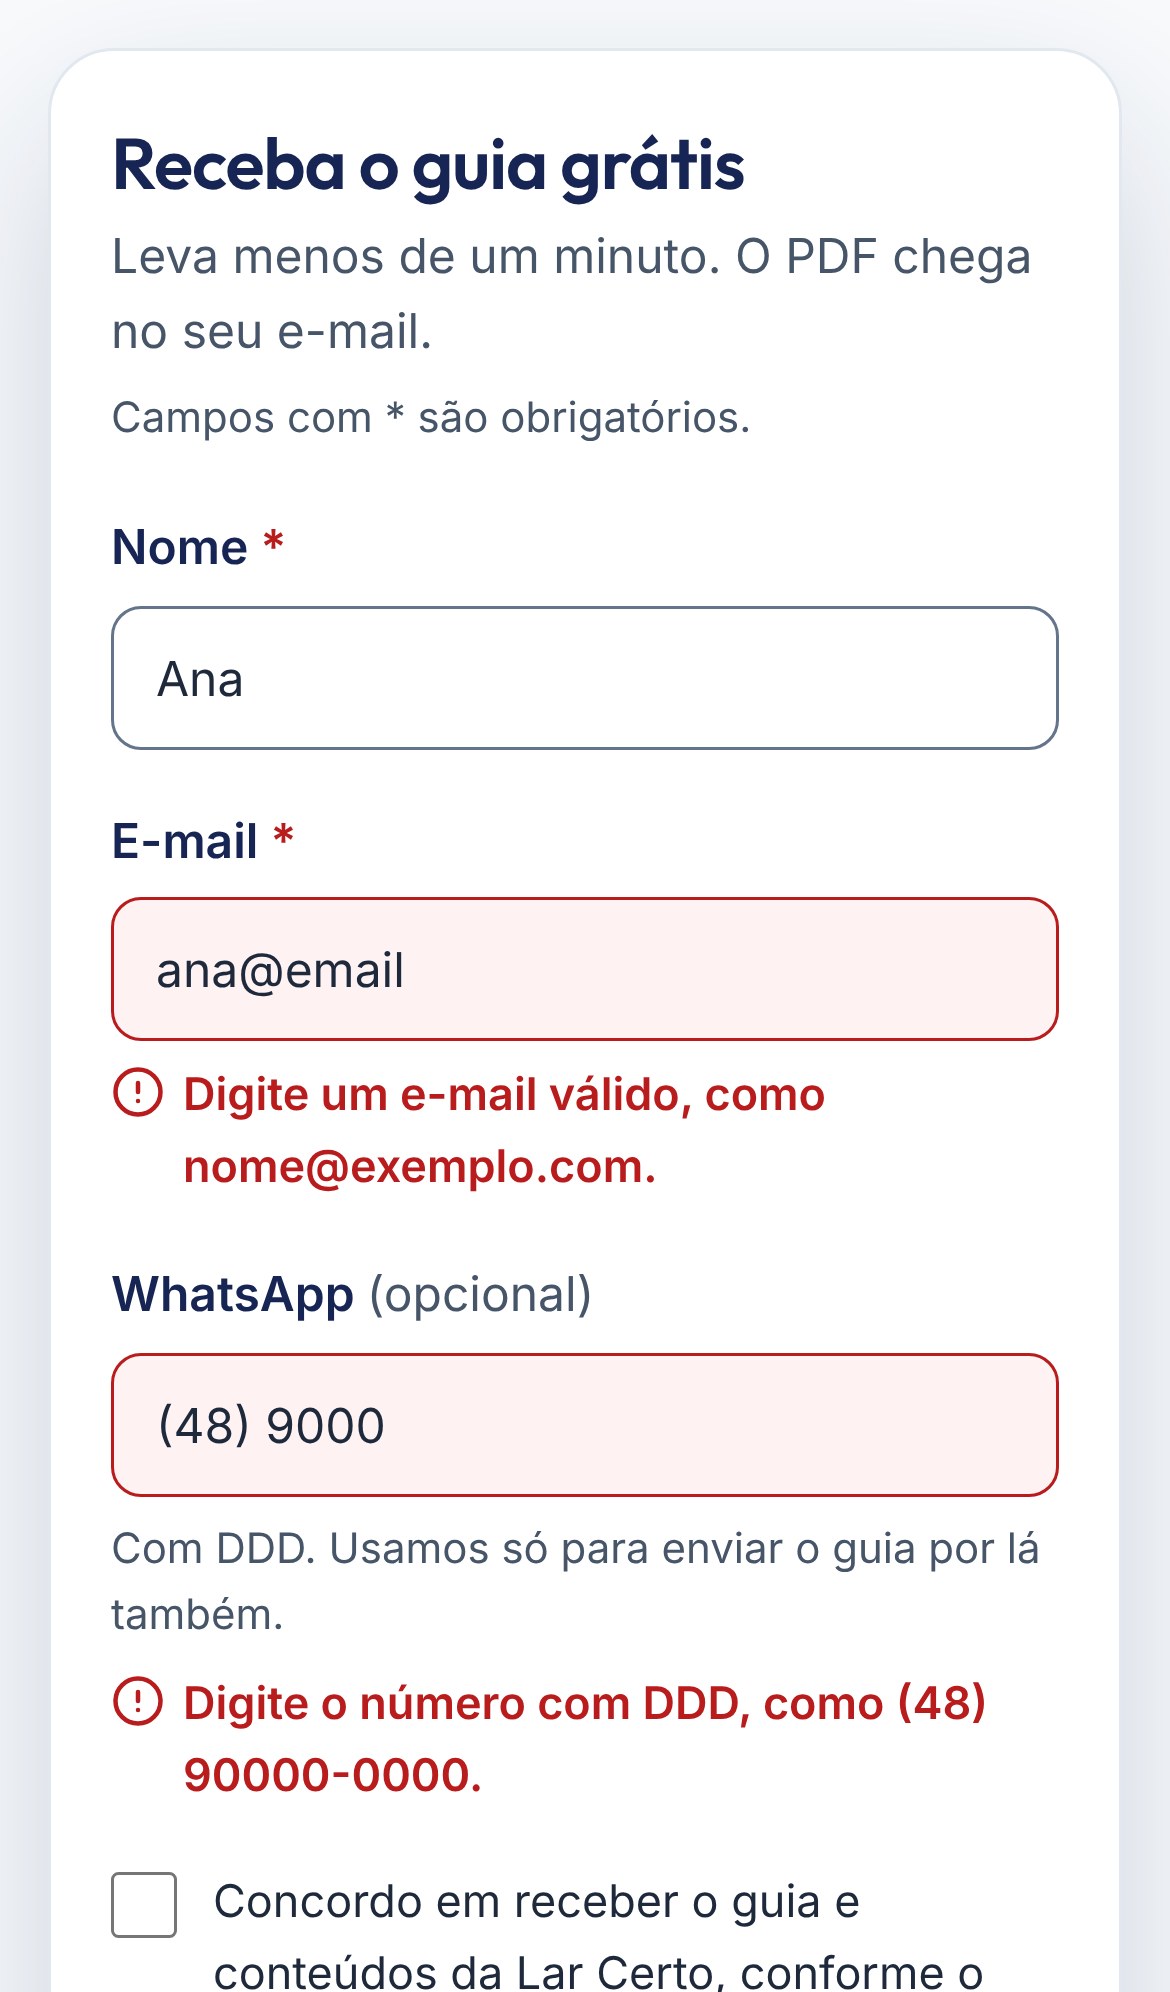 Receba o guia grátis
Leva menos de um minuto. O PDF chega
no seu e-mail.
Campos com * são obrigatórios.
Nome *
Ana
E-mail *
ana@email
Digite um e-mail válido, como
nome@exemplo.com.
WhatsApp (opcional)
(48) 9000
Com DDD. Usamos só para enviar o guia por lá
também.
Digite o número com DDD, como (48)
90000-0000.
Concordo em receber o guia e
conteúdos da Lar Certo, conforme o